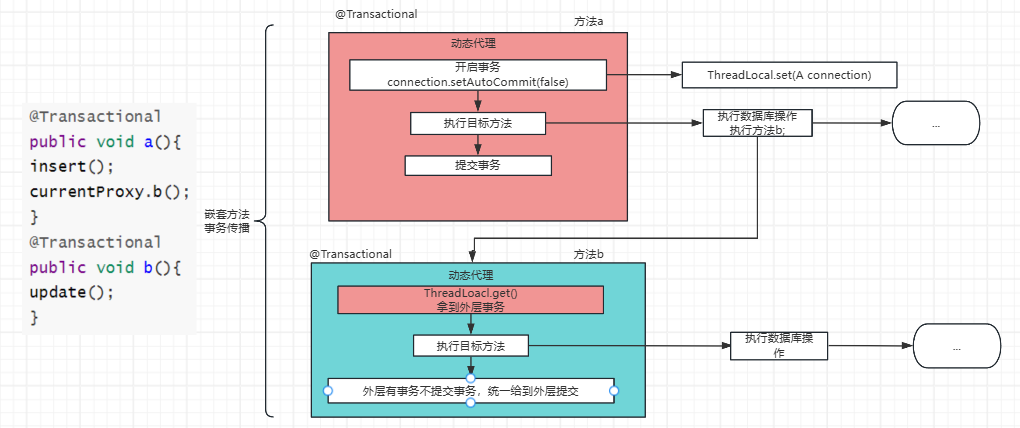 @Transactional
public void a(){
insert();
currentProxy.b();
}
@Transactional
public void b(){
update();
}
嵌套方法
事务传播
@Transactional
方法a
动态代理
开启事务
connection.setAutoCommit(false)
ThreadLocal.set(A connection)
执行目标方法
执行数据库操作
执行方法b;
...
提交事务
@Transactional
方法b
动态代理
ThreadLoacl.get()
拿到外层事务
执行目标方法
执行数据库操
作
...
外层有事务不提交事务，统一给到外层提交